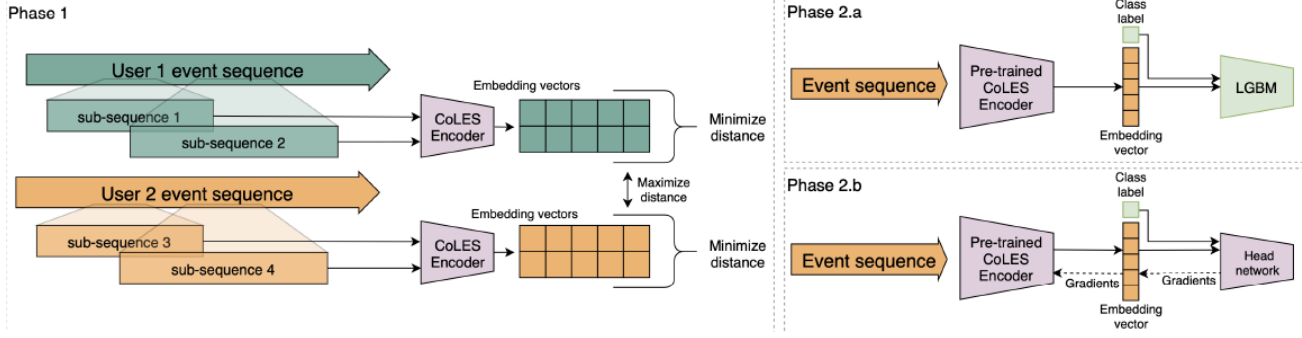 Phase 1
User 1 event sequence
sub-sequence 1
sub-sequence 2
CoLES
Encoder
Embedding vectors
Minimize
distance
Maximize
distance
User 2 event sequence
sub-sequence 3
sub-sequence 4
CoLES
Encoder
Embedding vectors
Minimize
distance
Phase 2.a
Event sequence
Pre-trained
CoLES
Encoder
Class
label
Embedding
vector
LGBM
Phase 2.b
Event sequence
Pre-trained
CoLES
Encoder
Gradients
Class
label
Embedding
vector
Gradients
Head
network